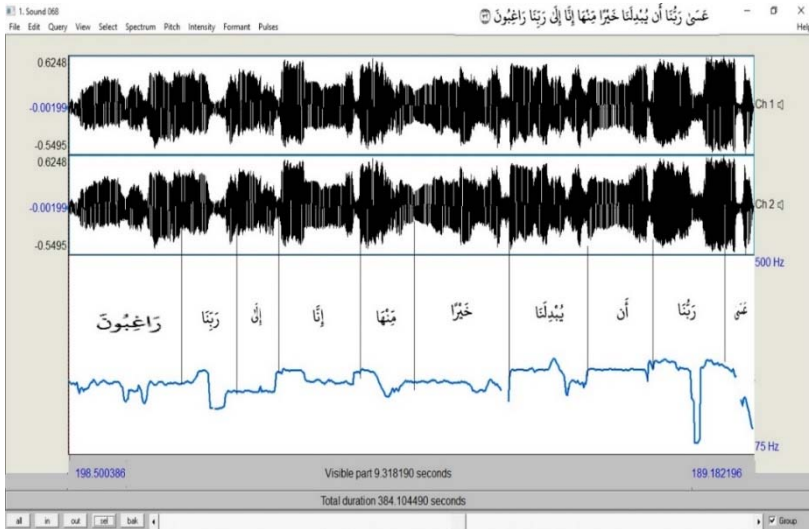 1. Sound 068
عَسَىٰ رَبُّنَا أَن يُبْدِلَنَا خَيْرًا مِّنْهَا إِنَّا إِلَىٰ رَبِّنَا رَاغِبُونَ ﴿٣٢﴾
File Edit Query View Select Spectrum Pitch Intensity Formant Pulses Help
0.6248
-0.00199
-0.5495
Ch 1
0.6248
-0.00199
-0.5495
Ch 2
500 Hz
عَسَىٰ رَبُّنَا أَن يُبْدِلَنَا خَيْرًا مِّنْهَا إِنَّا إِلَىٰ رَبِّنَا رَاغِبُونَ
75 Hz
198.500386 Visible part 9.318190 seconds 189.182196
Total duration 384.104490 seconds
all in out sel bak Group